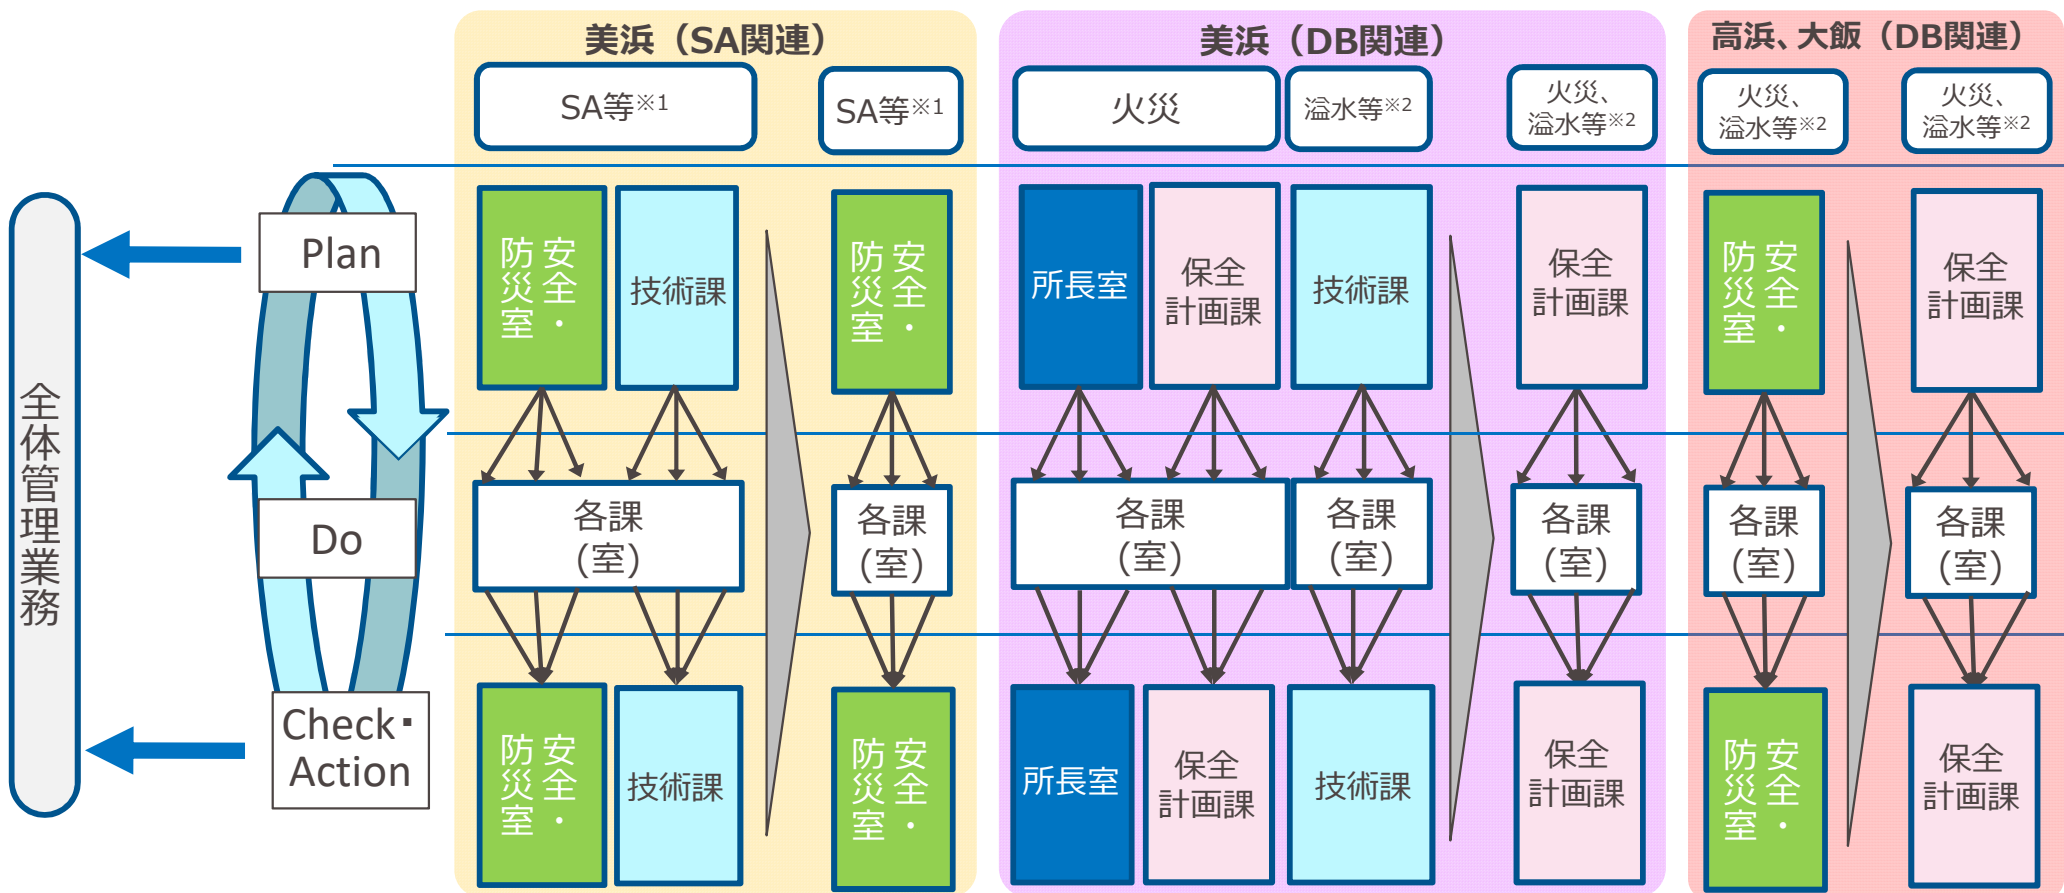 美浜（SA関連）
美浜（DB関連）
高浜、大飯（DB関連）
SA等※1
SA等※1
火災
溢水等※2
火災、
溢水等※2
火災、
溢水等※2
火災、
溢水等※2
全体管理業務
Plan
安全・
防災室
技術課
安全・
防災室
所長室
保全
計画課
技術課
保全
計画課
安全・
防災室
保全
計画課
Do
各課
(室)
各課
(室)
各課
(室)
各課
(室)
各課
(室)
各課
(室)
各課
(室)
Check・
Action
安全・
防災室
技術課
安全・
防災室
所長室
保全
計画課
技術課
保全
計画課
安全・
防災室
保全
計画課